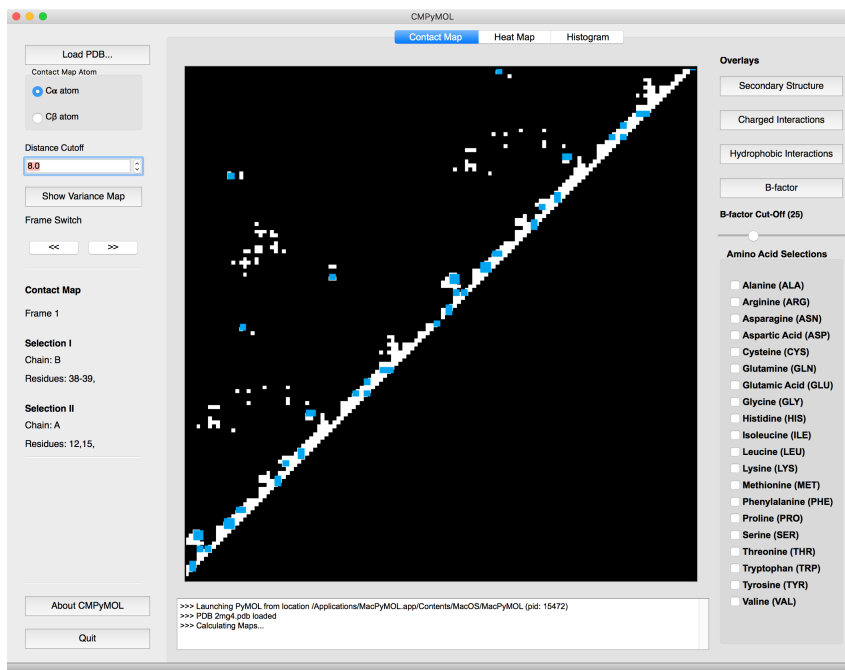 CMPyMOL
Contact Map
Heat Map
Histogram
Load PDB...
Contact Map Atom
Cα atom
Cβ atom
Distance Cutoff
8.0
Show Variance Map
Frame Switch
<<
>>
Contact Map
Frame 1
Selection I
Chain: B
Residues: 38-39,
Selection II
Chain: A
Residues: 12,15,
About CMPyMOL
Quit
>>> Launching PyMOL from location /Applications/MacPyMOL.app/Contents/MacOS/MacPyMOL (pid: 15472)
>>> PDB 2mg4.pdb loaded
>>> Calculating Maps...
Overlays
Secondary Structure
Charged Interactions
Hydrophobic Interactions
B-factor
B-factor Cut-Off (25)
Amino Acid Selections
Alanine (ALA)
Arginine (ARG)
Asparagine (ASN)
Aspartic Acid (ASP)
Cysteine (CYS)
Glutamine (GLN)
Glutamic Acid (GLU)
Glycine (GLY)
Histidine (HIS)
Isoleucine (ILE)
Leucine (LEU)
Lysine (LYS)
Methionine (MET)
Phenylalanine (PHE)
Proline (PRO)
Serine (SER)
Threonine (THR)
Tryptophan (TRP)
Tyrosine (TYR)
Valine (VAL)